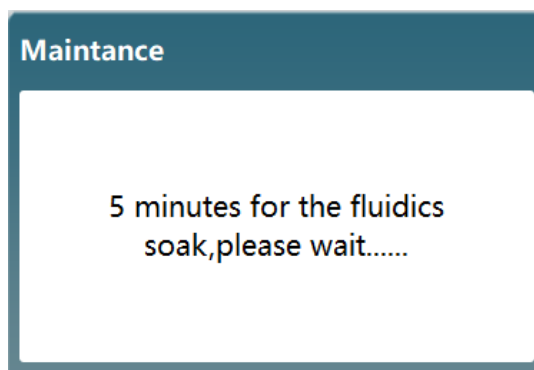 Maintance
5 minutes for the fluidics
soak,please wait......